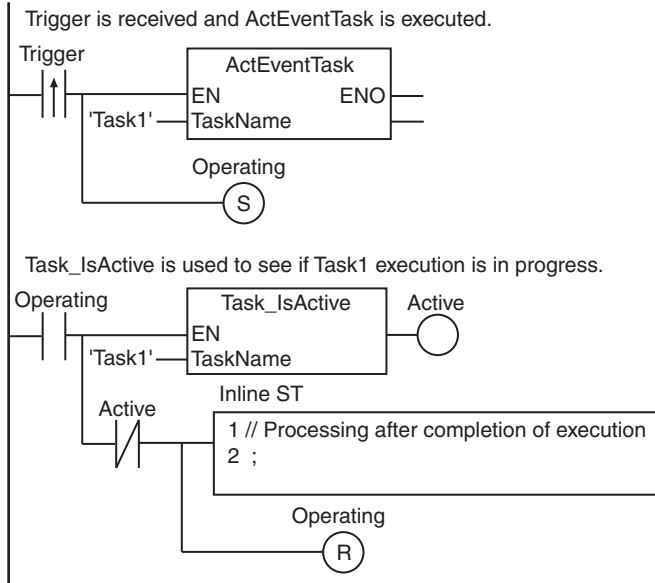 Trigger is received and ActEventTask is executed.
Trigger
ActEventTask
EN ENO
'Task1' TaskName
Operating
S
Task_IsActive is used to see if Task1 execution is in progress.
Operating
Task_IsActive
Active
EN
'Task1' TaskName
Inline ST
Active
1 // Processing after completion of execution
2 ;
Operating
R